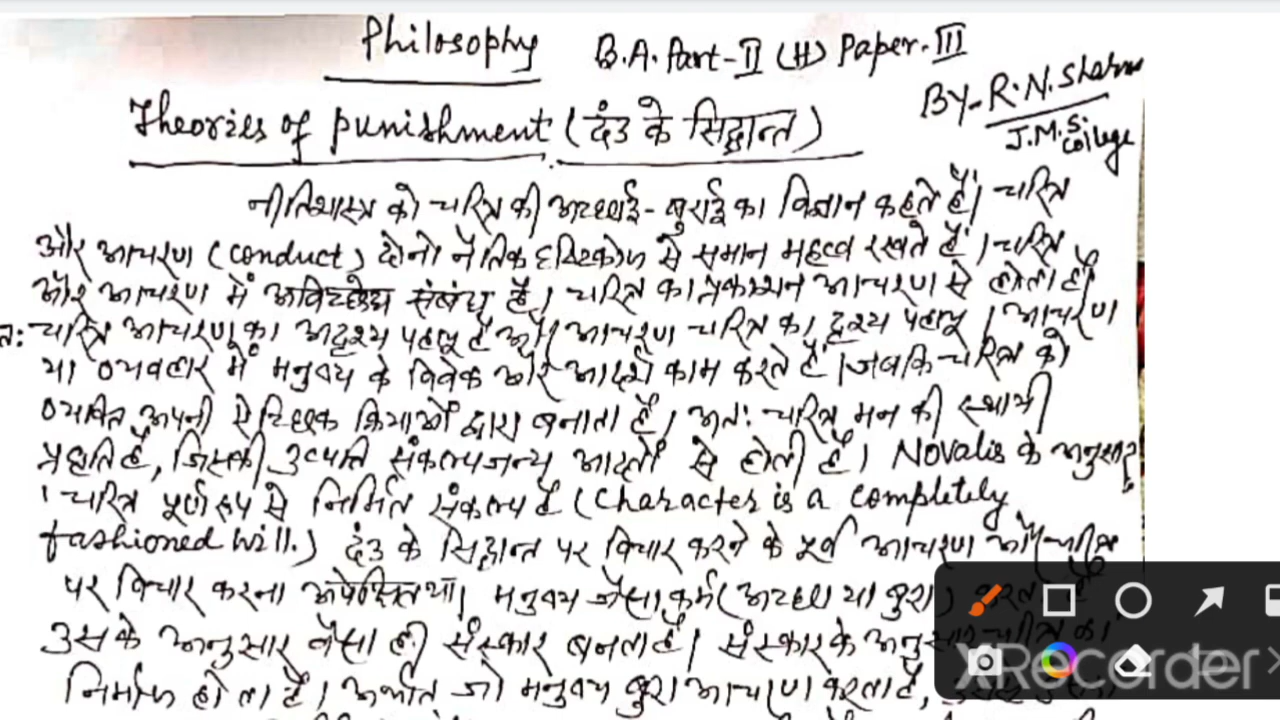 Philosophy B.A. Part-II (H) Paper-III
BY-R.N. Sharma
J.M.S. College
Theories of punishment (दंड के सिद्धान्त)
नीतिशास्त्र को चरित्र की अच्छाई-बुराई का विज्ञान कहते हैं। चरित्र
और आचरण (conduct) दोनों नैतिक दृष्टिकोण से समान महत्व रखते हैं। चरित्र
और आचरण में अविच्छेद्य संबंध है। चरित्र का प्रकाशन आचरण से होता है।
त: चरित्र आचरण का अदृश्य पहलू है और आचरण चरित्र का दृश्य पहलू। आचरण
या व्यवहार में मनुष्य के विवेक और आदर्श काम करते हैं। जबकि चरित्र को
व्यक्ति अपनी ऐच्छिक क्रियाओं द्वारा बनाता है। अत: चरित्र मन की स्थायी
प्रवृति है, जिसकी उत्पत्ति संकल्पजन्य आदतों से होती है। Novalis के अनुसार
'चरित्र पूर्ण रूप से निर्मित संकल्प है (Character is a completely
fashioned will.) दंड के सिद्धान्त पर विचार करने के पूर्व आचरण और चरित्र
पर विचार करना अपेक्षित था। मनुष्य जैसा कर्म (अच्छा या बुरा)
उसके अनुसार वैसा ही संस्कार बनता है। संस्कार के अनुसार
निर्माण होता है। अर्थात जो मनुष्य बुरा आचरण करता है,
XRecorder